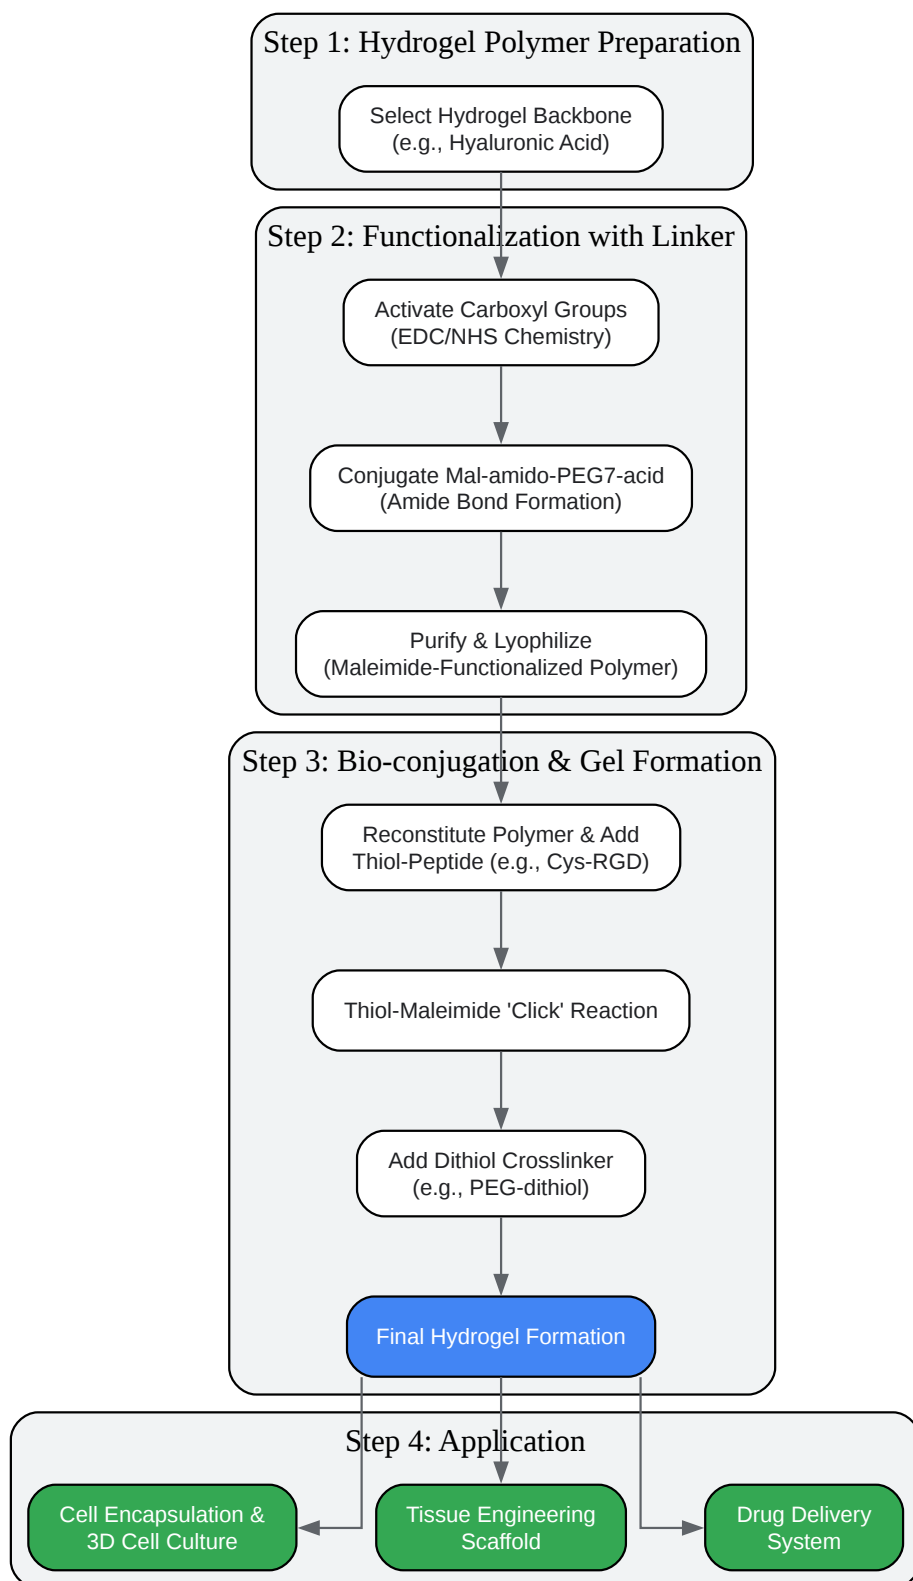 Step 1: Hydrogel Polymer Preparation
Select Hydrogel Backbone
(e.g., Hyaluronic Acid)
Step 2: Functionalization with Linker
Activate Carboxyl Groups
(EDC/NHS Chemistry)
Conjugate Mal-amido-PEG7-acid
(Amide Bond Formation)
Purify & Lyophilize
(Maleimide-Functionalized Polymer)
Step 3: Bio-conjugation & Gel Formation
Reconstitute Polymer & Add
Thiol-Peptide (e.g., Cys-RGD)
Thiol-Maleimide 'Click' Reaction
Add Dithiol Crosslinker
(e.g., PEG-dithiol)
Final Hydrogel Formation
Step 4: Application
Cell Encapsulation &
3D Cell Culture
Tissue Engineering
Scaffold
Drug Delivery
System